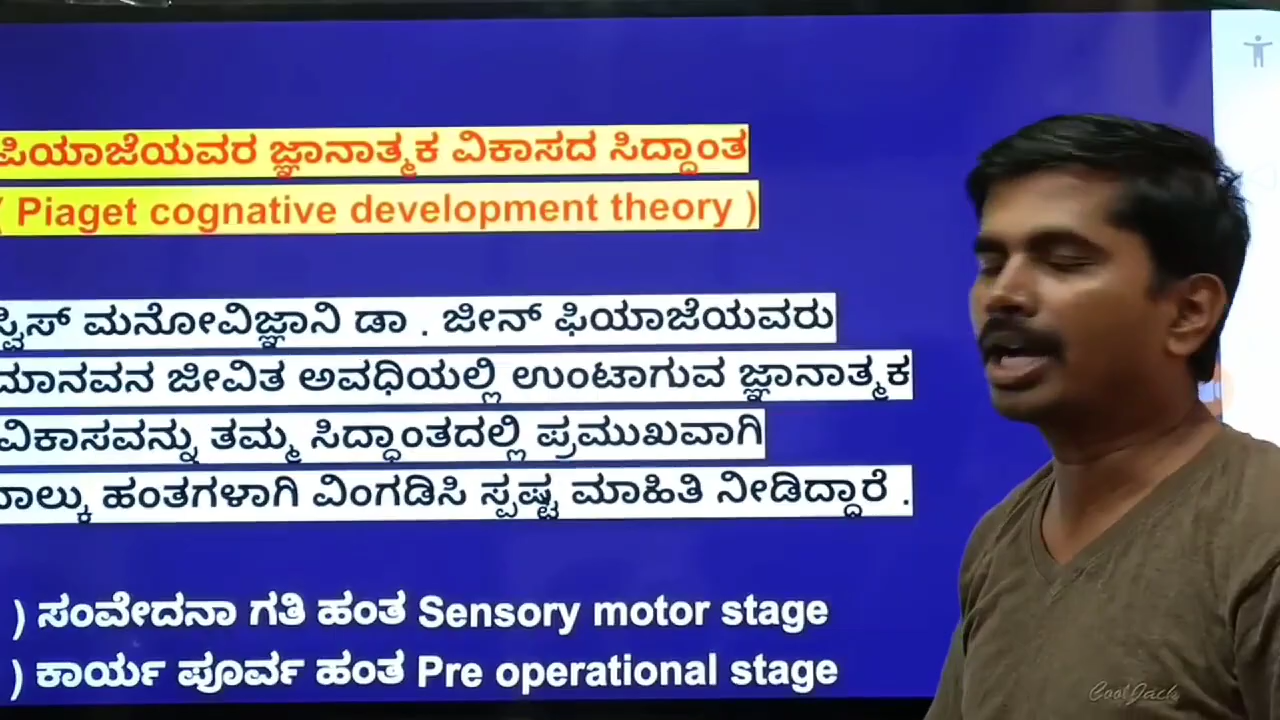 ಪಿಯಾಜೆಯವರ ಜ್ಞಾನಾತ್ಮಕ ವಿಕಾಸದ ಸಿದ್ದಾಂತ
( Piaget cognative development theory )
ಸ್ವಿಸ್ ಮನೋವಿಜ್ಞಾನಿ ಡಾ . ಜೀನ್ ಫಿಯಾಜೆಯವರು
ಮಾನವನ ಜೀವಿತ ಅವಧಿಯಲ್ಲಿ ಉಂಟಾಗುವ ಜ್ಞಾನಾತ್ಮಕ
ವಿಕಾಸವನ್ನು ತಮ್ಮ ಸಿದ್ಧಾಂತದಲ್ಲಿ ಪ್ರಮುಖವಾಗಿ
ನಾಲ್ಕು ಹಂತಗಳಾಗಿ ವಿಂಗಡಿಸಿ ಸ್ಪಷ್ಟ ಮಾಹಿತಿ ನೀಡಿದ್ದಾರೆ .
) ಸಂವೇದನಾ ಗತಿ ಹಂತ Sensory motor stage
) ಕಾರ್ಯ ಪೂರ್ವ ಹಂತ Pre operational stage
CoolJack